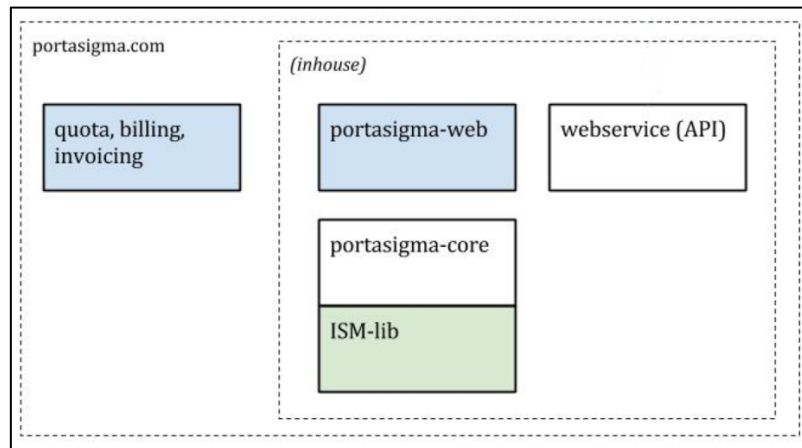 portasigma.com
(inhouse)
quota, billing,
invoicing
portasigma-web
webservice (API)
portasigma-core
ISM-lib